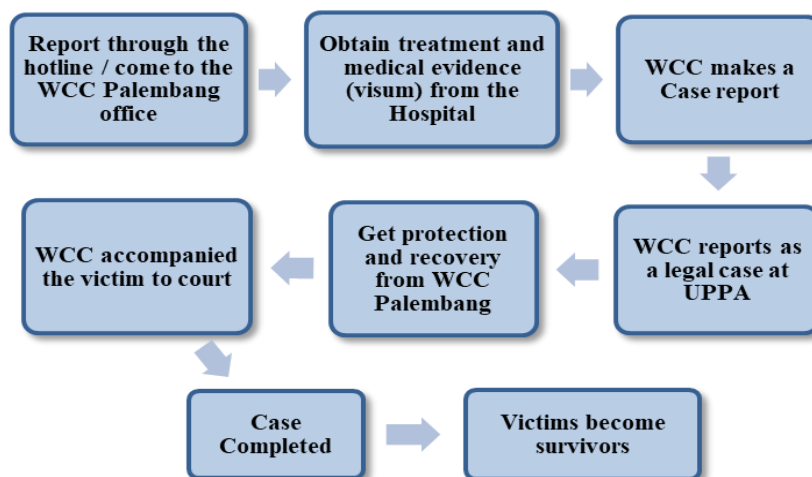 Report through the
hotline / come to the
WCC Palembang
office
Obtain treatment and
medical evidence
(visum) from the
Hospital
WCC makes a
Case report
WCC reports as
a legal case at
UPPA
Get protection
and recovery
from WCC
Palembang
WCC accompanied
the victim to court
Case
Completed
Victims become
survivors